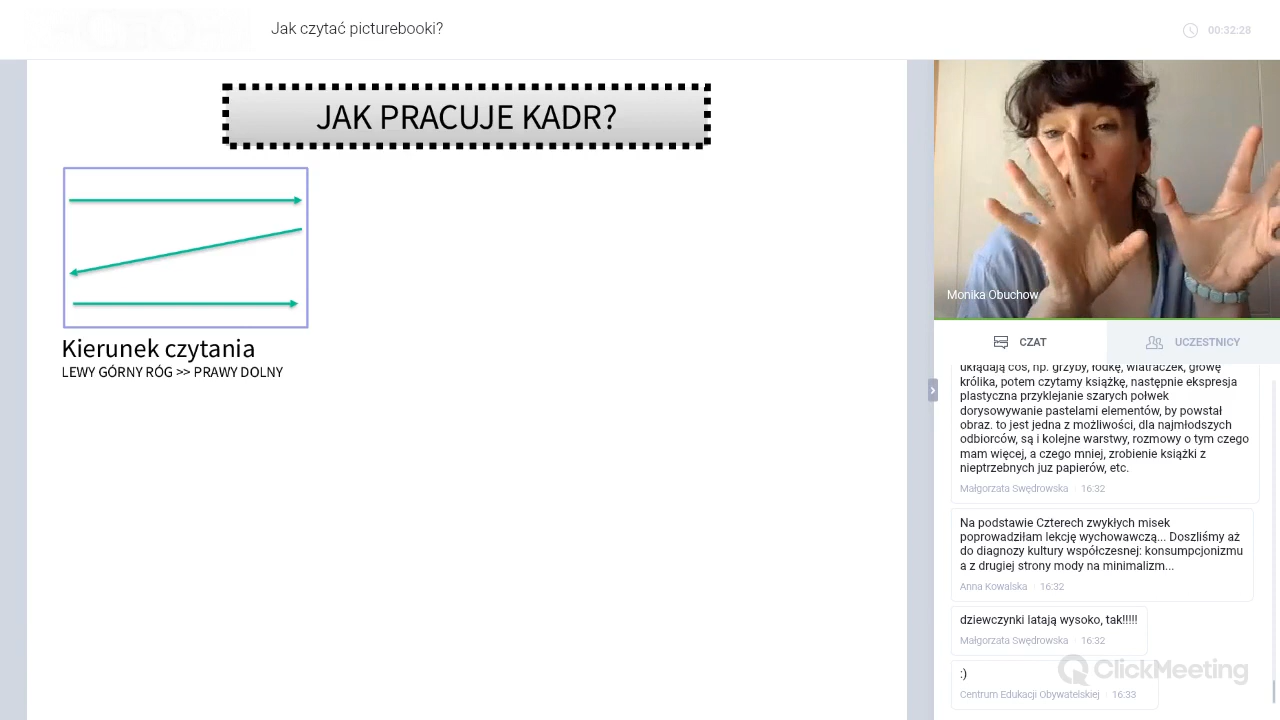 Jak czytać picturebooki?
00:32:28
JAK PRACUJE KADR?
Kierunek czytania
LEWY GÓRNY RÓG >> PRAWY DOLNY
Monika Obuchow
CZAT
UCZESTNICY
układają coś, np. grzyby, łódkę, wiatraczek, głowę
królika, potem czytamy książkę, następnie ekspresja
plastyczna przyklejanie szarych połwek
dorysowywanie pastelami elementów, by powstał
obraz. to jest jedna z możliwości, dla najmłodszych
odbiorców, są i kolejne warstwy, rozmowy o tym czego
mam więcej, a czego mniej, zrobienie książki z
nieptrzebnych juz papierów, etc.
Małgorzata Swędrowska · 16:32
Na podstawie Czterech zwykłych misek
poprowadziłam lekcję wychowawczą... Doszliśmy aż
do diagnozy kultury współczesnej: konsumpcjonizmu
a z drugiej strony mody na minimalizm...
Anna Kowalska · 16:32
dziewczynki latają wysoko, tak!!!!!
Małgorzata Swędrowska · 16:32
:)
Centrum Edukacji Obywatelskiej · 16:33
ClickMeeting